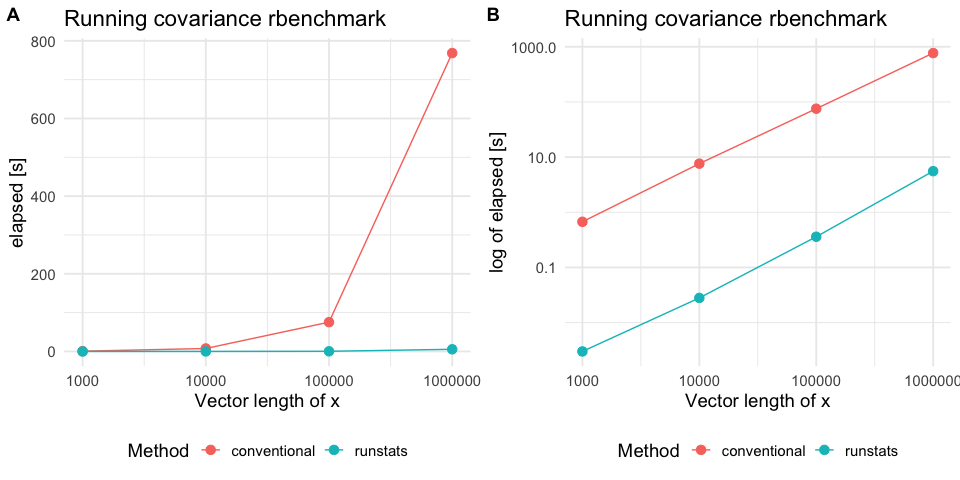 A
Running covariance rbenchmark
elapsed [s]
800
600
400
200
0
1000
10000
100000
1000000
Vector length of x
Method
conventional
runstats
B
Running covariance rbenchmark
log of elapsed [s]
1000.0
10.0
0.1
1000
10000
100000
1000000
Vector length of x
Method
conventional
runstats